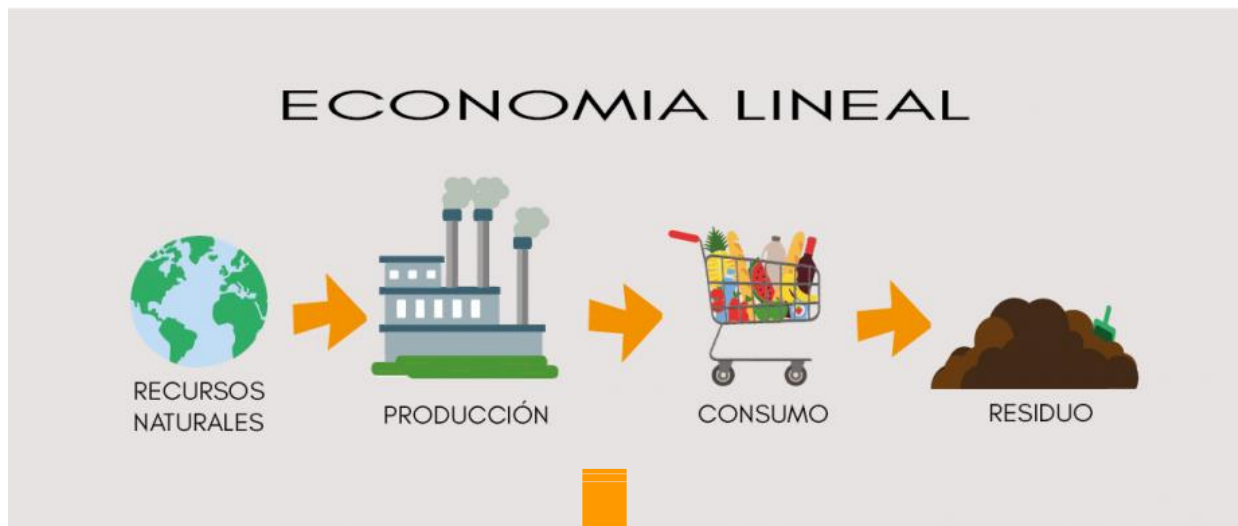 ECONOMIA LINEAL
RECURSOS
NATURALES
PRODUCCIÓN
CONSUMO
RESIDUO